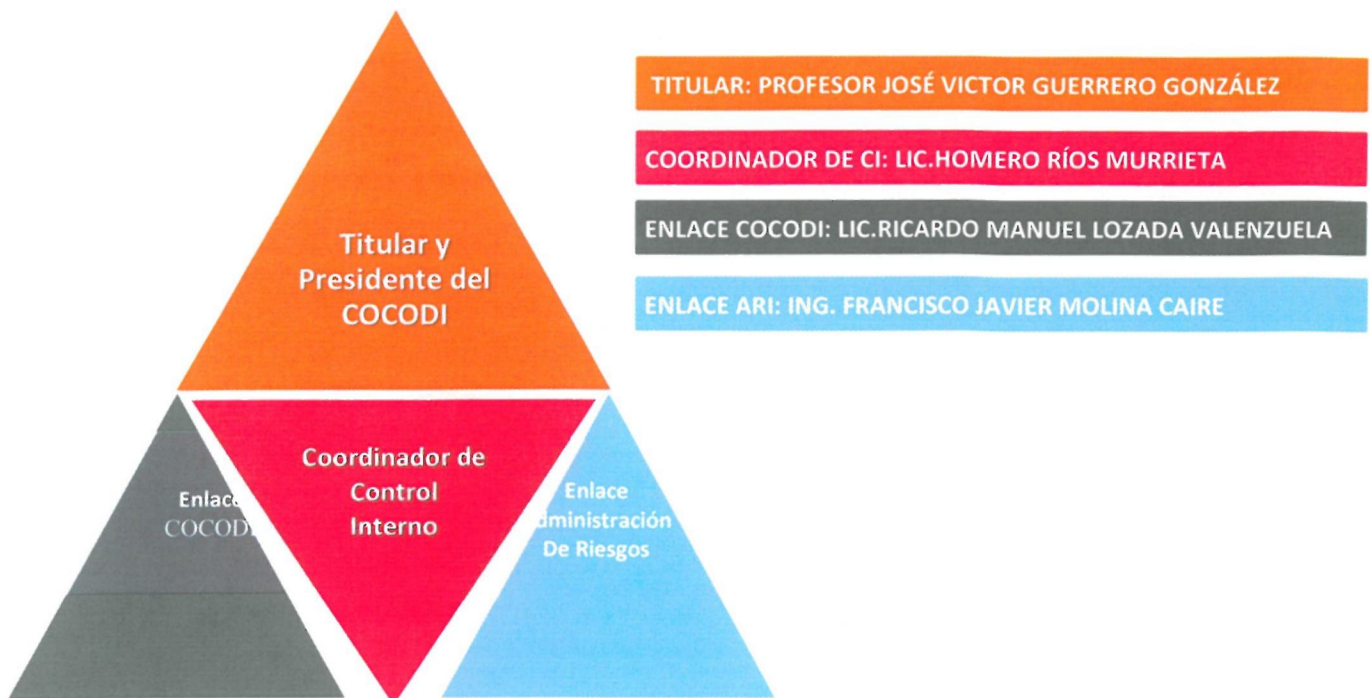 TITULAR: PROFESOR JOSÉ VICTOR GUERRERO GONZÁLEZ
COORDINADOR DE CI: LIC.HOMERO RÍOS MURRIETA
ENLACE COCODI: LIC.RICARDO MANUEL LOZADA VALENZUELA
ENLACE ARI: ING. FRANCISCO JAVIER MOLINA CAIRE
Titular y
Presidente del
COCODI
Coordinador de
Control
Interno
Enlace
COCODI
Enlace
dministración
De Riesgos